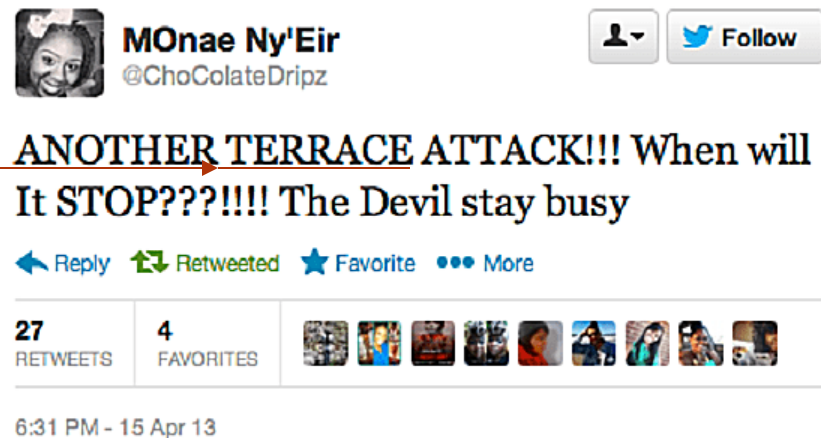 MOnae Ny'Eir
Follow
@ChoColateDripz
ANOTHER TERRACE ATTACK!!! When will
It STOP???!!!! The Devil stay busy
Reply Retweeted Favorite More
27 4
RETWEETS FAVORITES
6:31 PM - 15 Apr 13